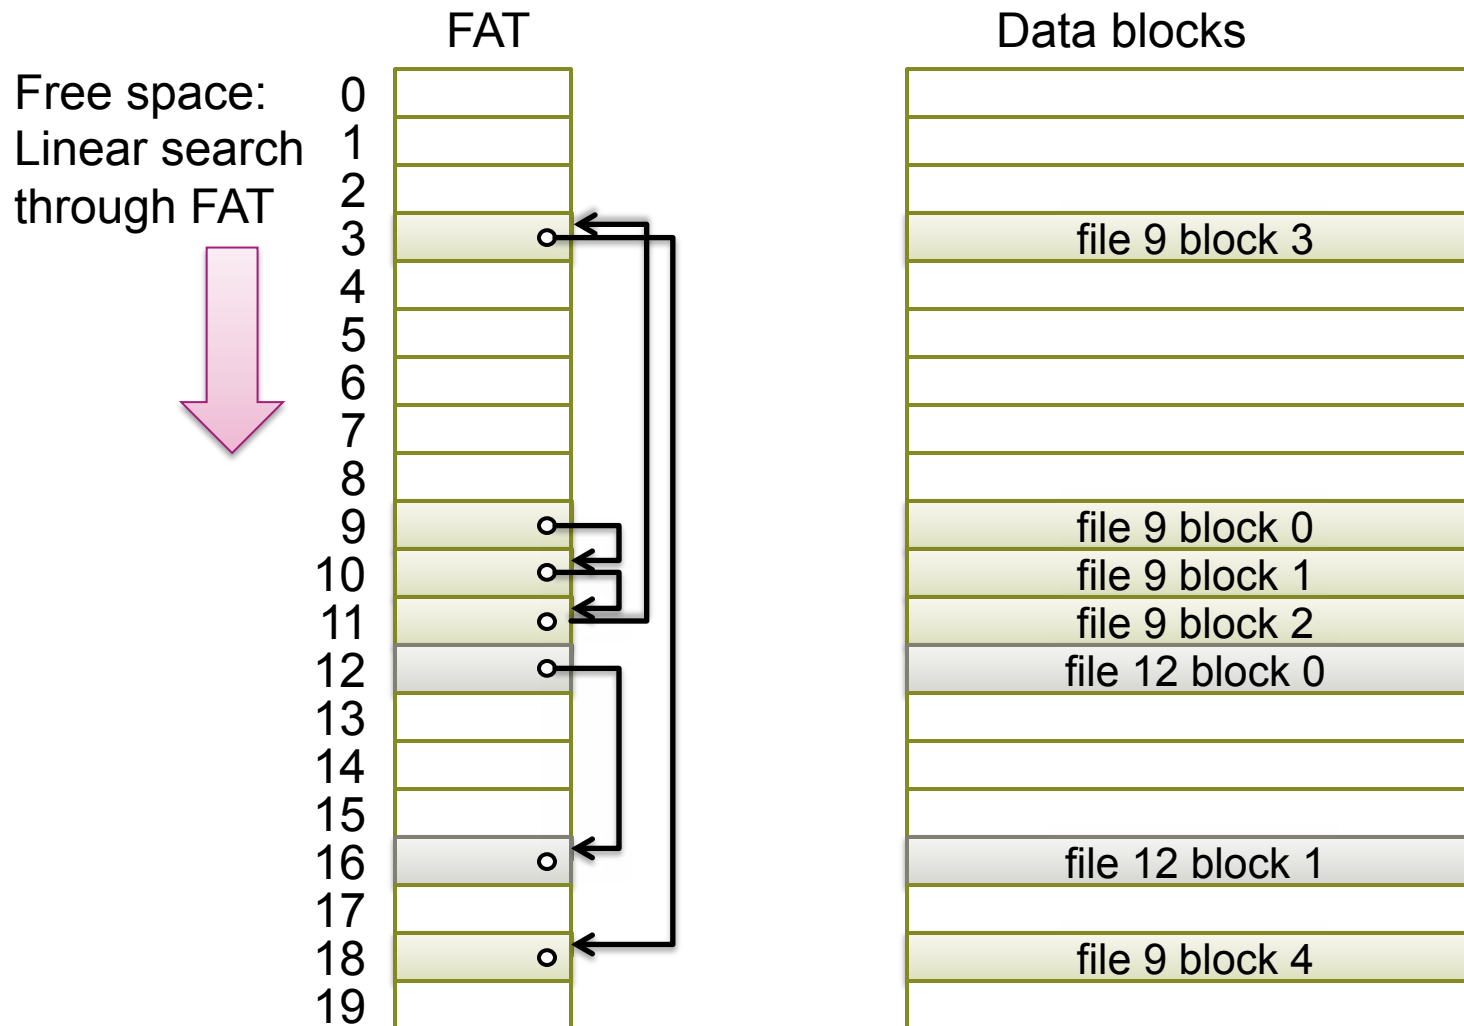 FAT
Data blocks
Free space:
Linear search
through FAT
0
1
2
3
4
5
6
7
8
9
10
11
12
13
14
15
16
17
18
19
file 9 block 3
file 9 block 0
file 9 block 1
file 9 block 2
file 12 block 0
file 12 block 1
file 9 block 4